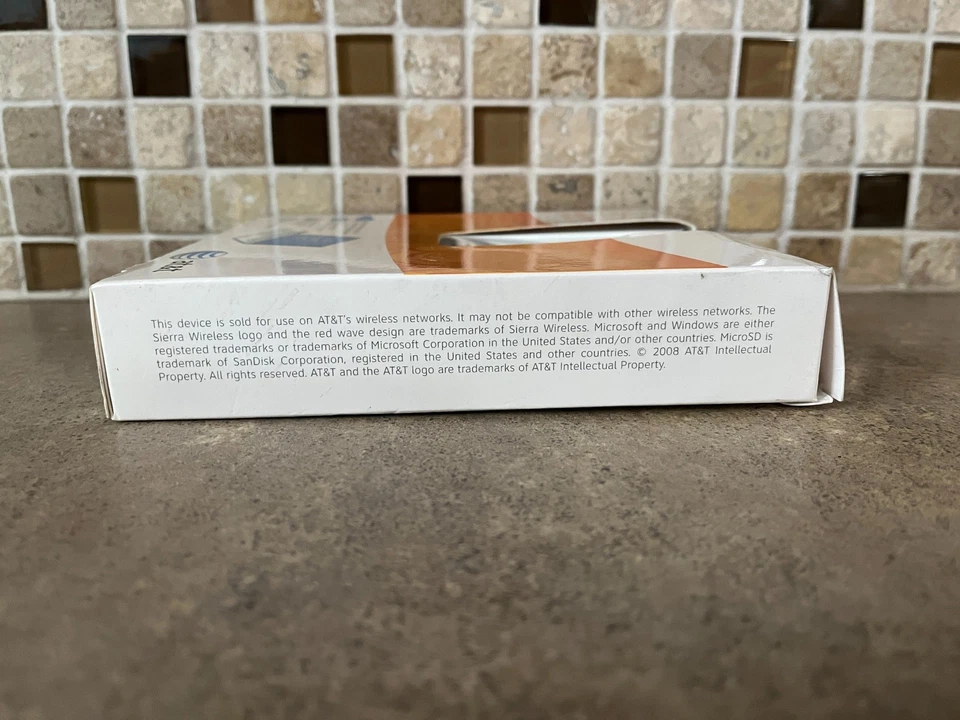 at&t
This device is sold for use on AT&T's wireless networks. It may not be compatible with other wireless networks. The
Sierra Wireless logo and the red wave design are trademarks of Sierra Wireless. Microsoft and Windows are either
registered trademarks or trademarks of Microsoft Corporation in the United States and/or other countries. MicroSD is
trademark of SanDisk Corporation, registered in the United States and other countries. © 2008 AT&T Intellectual
Property. All rights reserved. AT&T and the AT&T logo are trademarks of AT&T Intellectual Property.